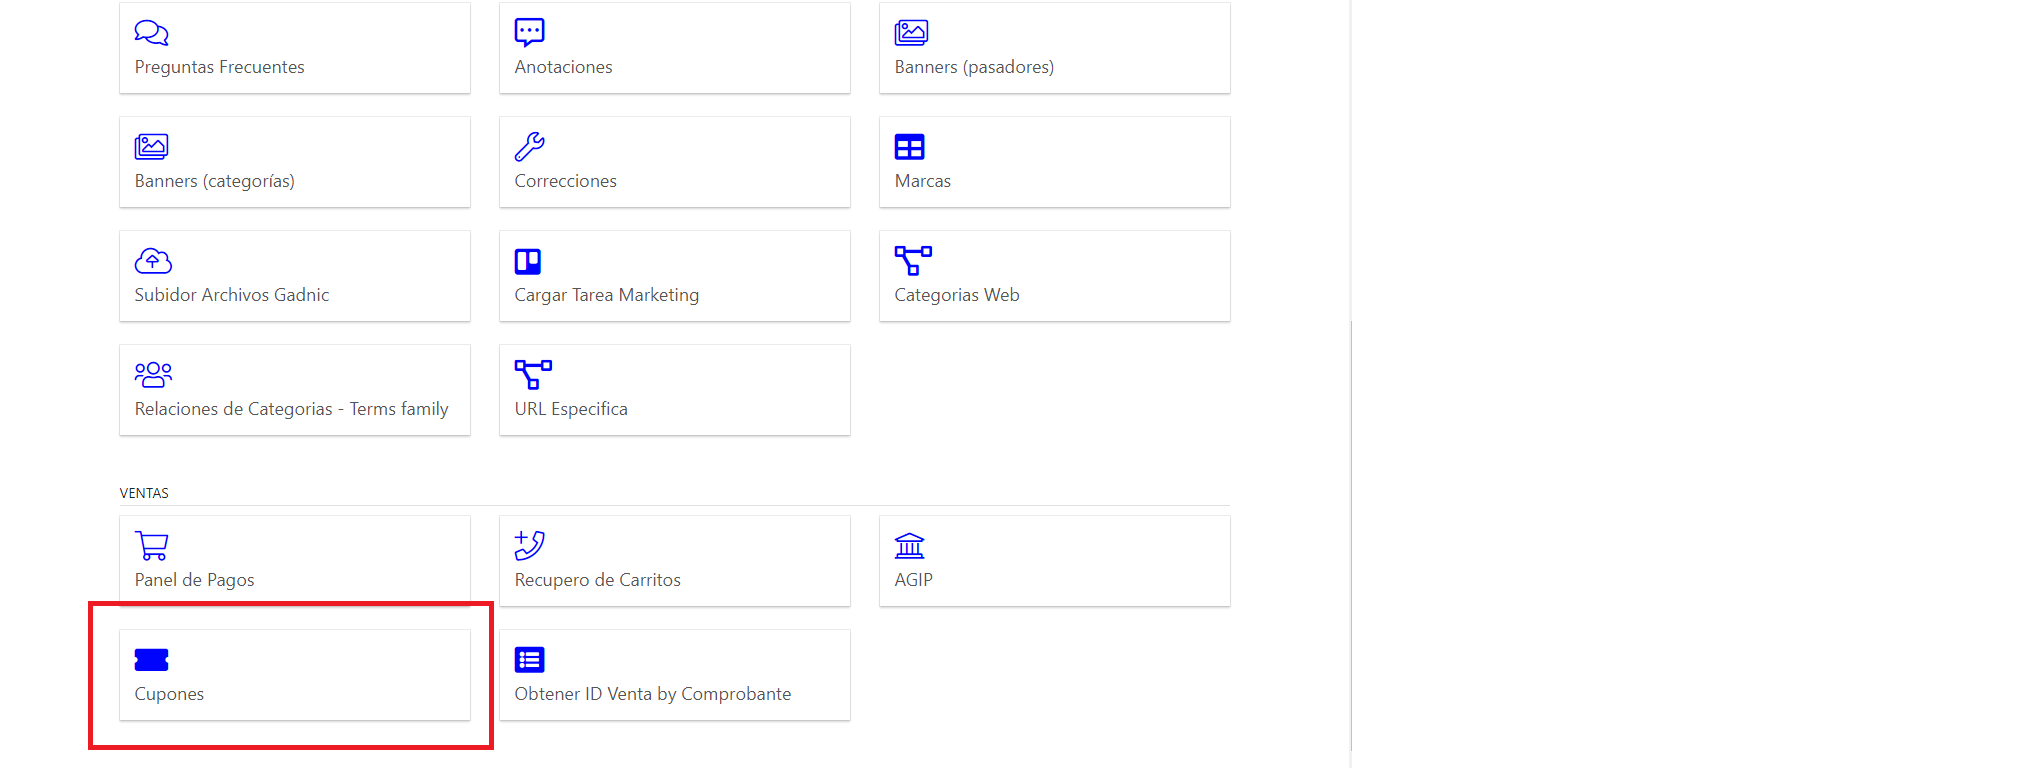 Preguntas Frecuentes
Anotaciones
Banners (pasadores)
Banners (categorías)
Correcciones
Marcas
Subidor Archivos Gadnic
Cargar Tarea Marketing
Categorias Web
Relaciones de Categorias - Terms family
URL Especifica
VENTAS
Panel de Pagos
Recupero de Carritos
AGIP
Cupones
Obtener ID Venta by Comprobante